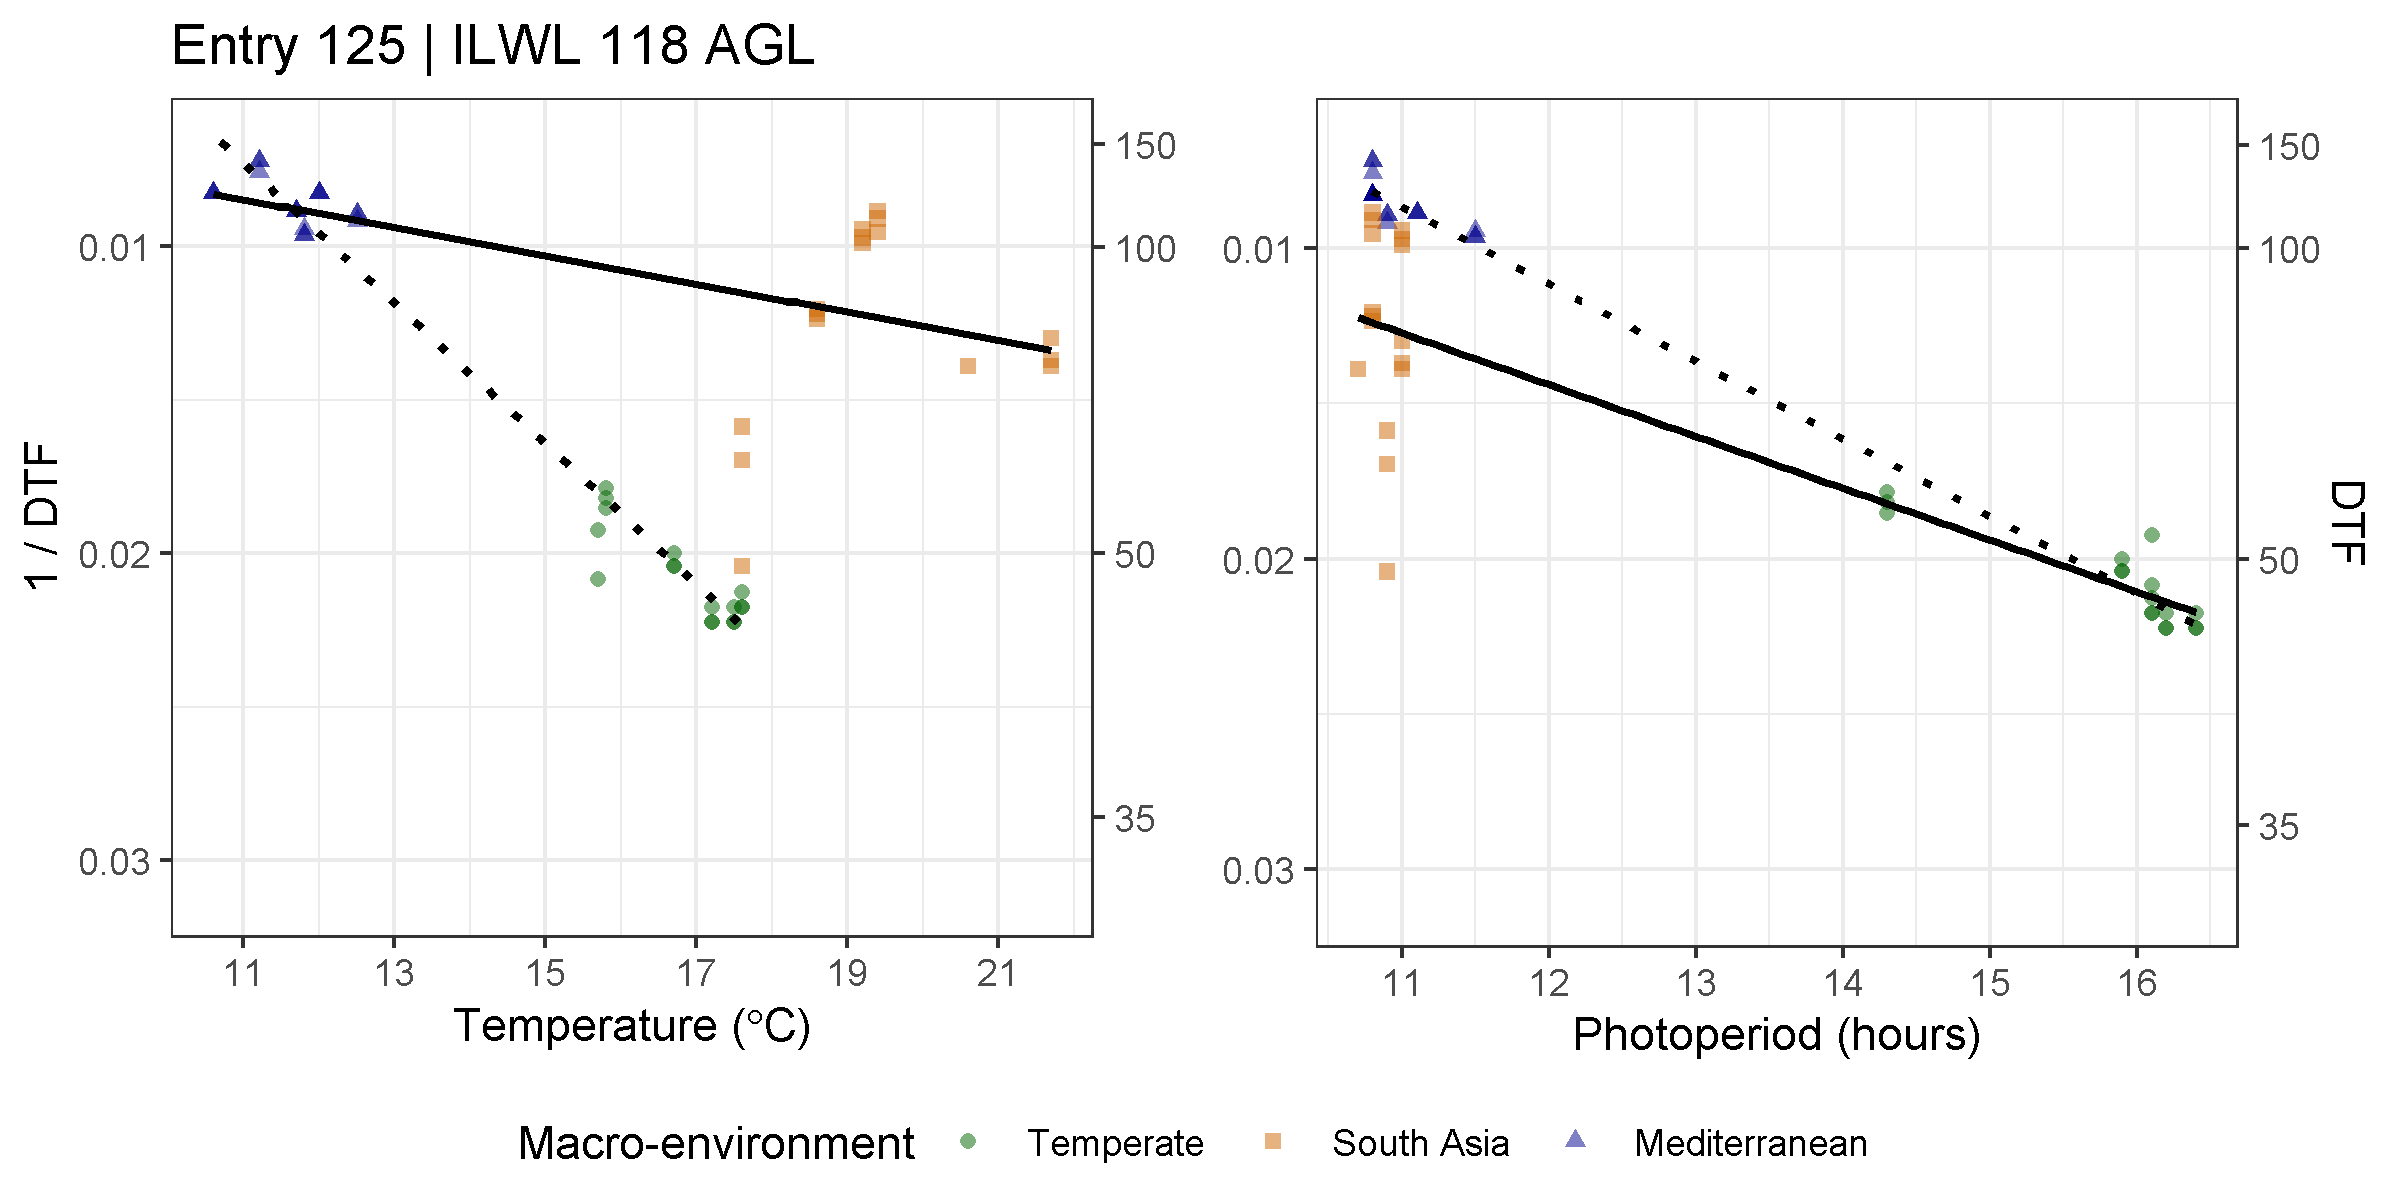 Entry 125 | ILWL 118 AGL
1 / DTF
0.01
0.02
0.03
150
100
50
35
11 13 15 17 19 21
Temperature (°C)
0.01
0.02
0.03
150
100
50
35
DTF
11 12 13 14 15 16
Photoperiod (hours)
Macro-environment Temperate South Asia Mediterranean